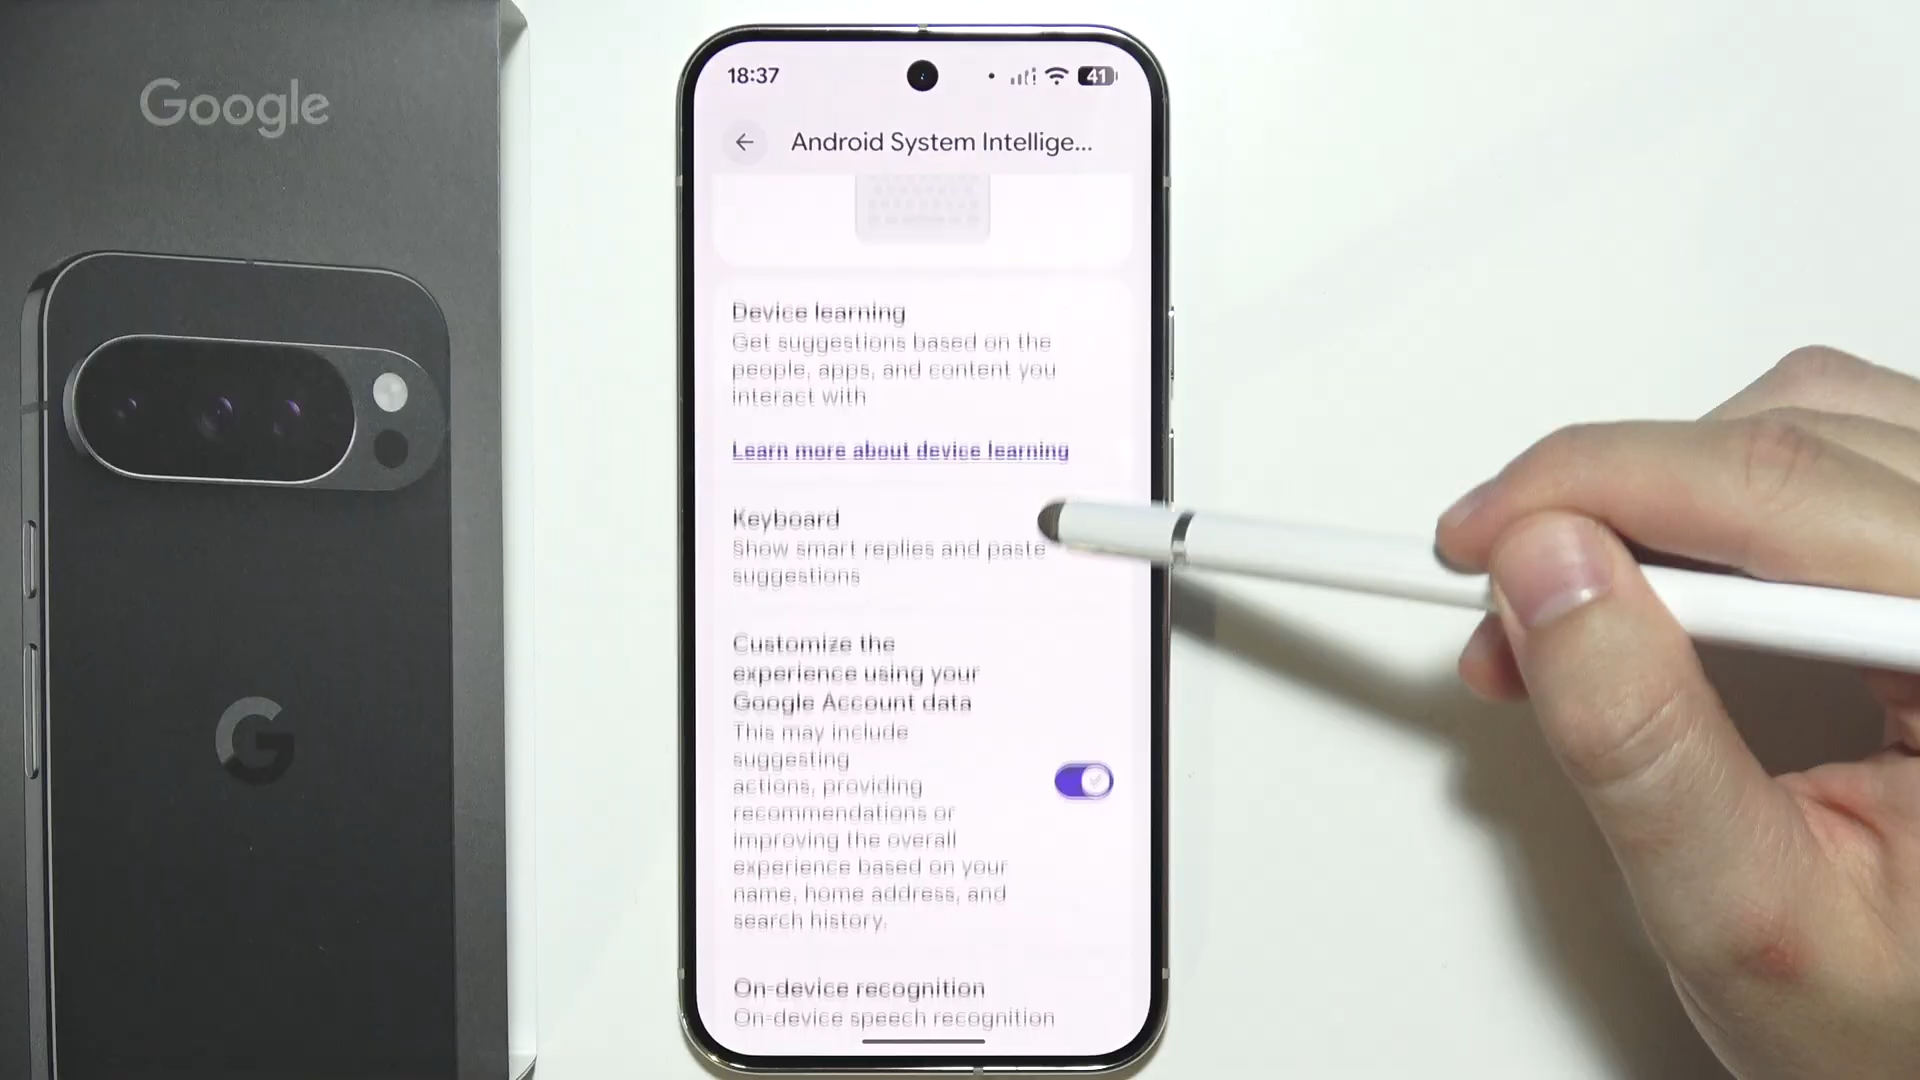 Google
G
18:37
41
Android System Intellige...
Device learning
Get suggestions based on the
people, apps, and content you
interact with
Learn more about device learning
Keyboard
Show smart replies and paste
suggestions
Customize the
experience using your
Google Account data
This may include
suggesting
actions, providing
recommendations or
improving the overall
experience based on your
name, home address, and
search history.
On-device recognition
On-device speech recognition